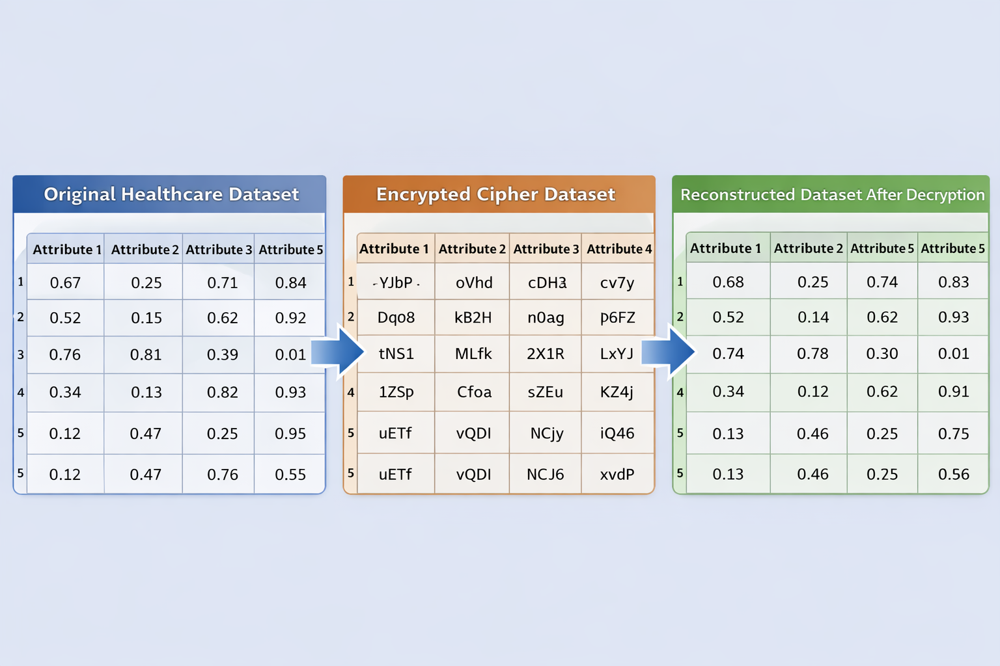 Original Healthcare Dataset
Attribute 1 Attribute 2 Attribute 3 Attribute 5
1 0.67 0.25 0.71 0.84
2 0.52 0.15 0.62 0.92
3 0.76 0.81 0.39 0.01
4 0.34 0.13 0.82 0.93
5 0.12 0.47 0.25 0.95
5 0.12 0.47 0.76 0.55
Encrypted Cipher Dataset
Attribute 1 Attribute 2 Attribute 3 Attribute 4
1 -YJbP - oVhd cDH3 cv7y
2 Dqo8 kB2H n0ag p6FZ
tNS1 MLfk 2X1R LxYJ
4 1ZSp Cfoa sZEu KZ4j
5 uETf vQDI NCjy iQ46
5 uETf vQDI NCJ6 xvdP
Reconstructed Dataset After Decryption
Attribute 1 Attribute 2 Attribute 5 Attribute 5
1 0.68 0.25 0.74 0.83
2 0.52 0.14 0.62 0.93
0.74 0.78 0.30 0.01
4 0.34 0.12 0.62 0.91
5 0.13 0.46 0.25 0.75
5 0.13 0.46 0.25 0.56